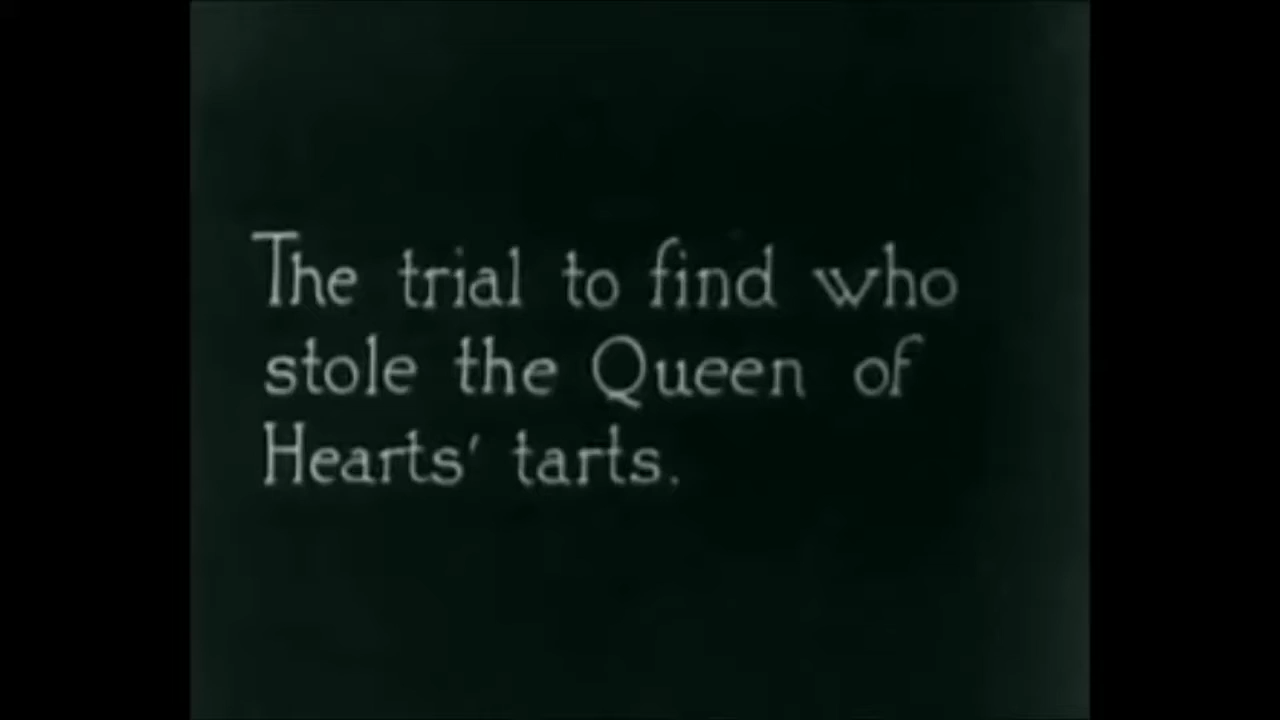 The trial to find who
stole the Queen of
Hearts' tarts.